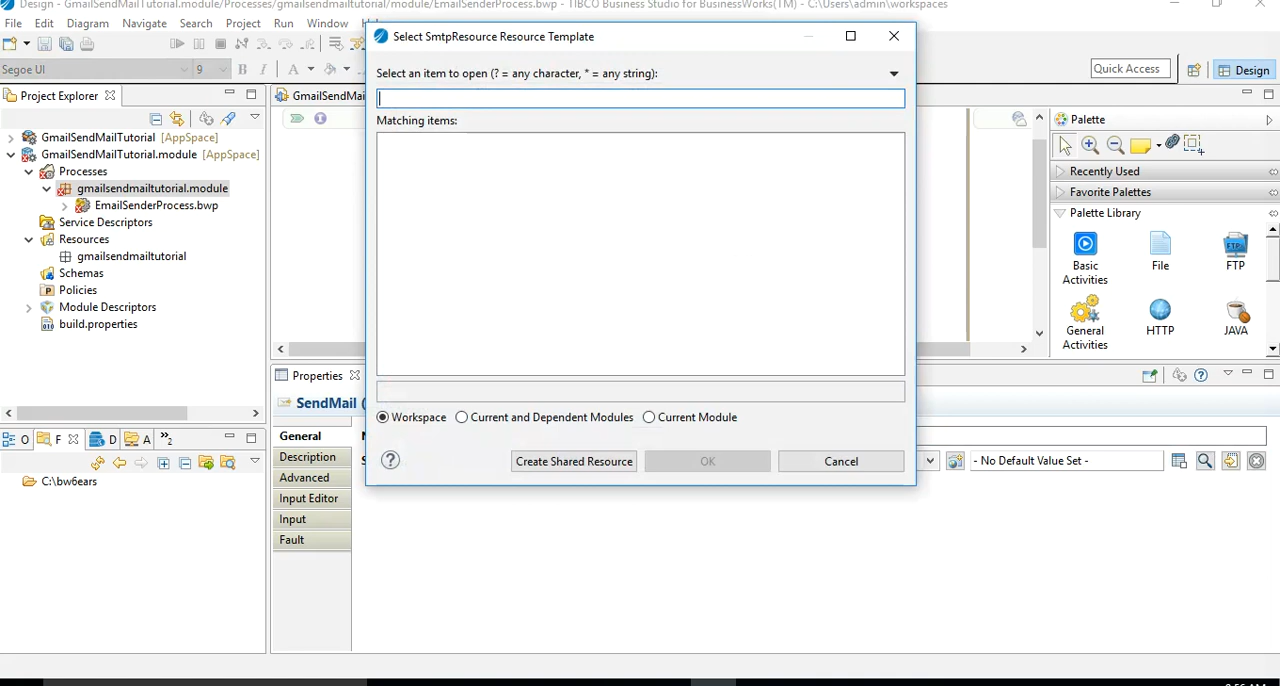 Design - GmailSendMailTutorial.module/Processes/gmailsendmailtutorial/module/EmailSenderProcess.bwp - TIBCO Business Studio for BusinessWorks(TM) - C:\Users\admin\workspaces
File Edit Diagram Navigate Search Project Run Window
Segoe UI 9 B I A
Quick Access Design
Project Explorer
GmailSendMailTutorial [AppSpace]
GmailSendMailTutorial.module [AppSpace]
Processes
gmailsendmailtutorial.module
EmailSenderProcess.bwp
Service Descriptors
Resources
gmailsendmailtutorial
Schemas
Policies
Module Descriptors
build.properties
O F D A »2
C:\bw6ears
GmailSendMai
Select SmtpResource Resource Template
Select an item to open (? = any character, * = any string):
Matching items:
Workspace Current and Dependent Modules Current Module
Create Shared Resource OK Cancel
Palette
Recently Used
Favorite Palettes
Palette Library
Basic Activities
File
FTP
General Activities
HTTP
JAVA
Properties
SendMail (
General
Description
Advanced
Input Editor
Input
Fault
- No Default Value Set -